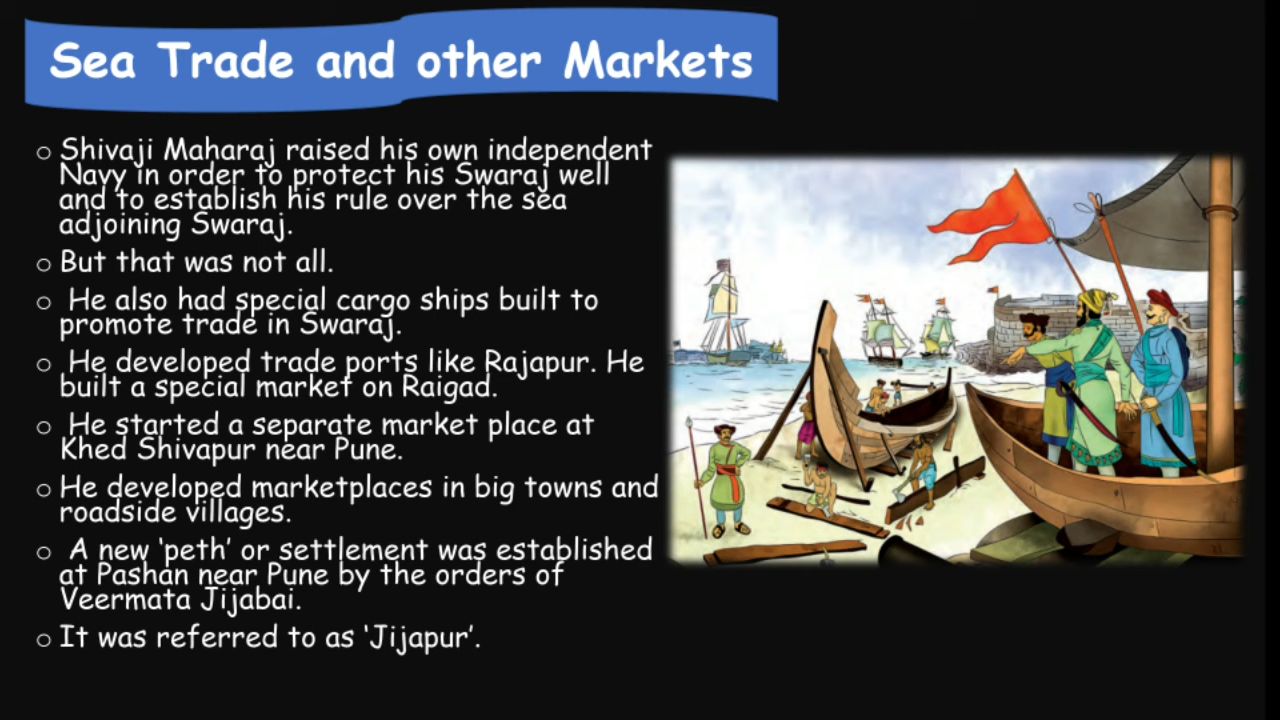 Sea Trade and other Markets
o Shivaji Maharaj raised his own independent
Navy in order to protect his Swaraj well
and to establish his rule over the sea
adjoining Swaraj.
o But that was not all.
o He also had special cargo ships built to
promote trade in Swaraj.
o He developed trade ports like Rajapur. He
built a special market on Raigad.
o He started a separate market place at
Khed Shivapur near Pune.
o He developed marketplaces in big towns and
roadside villages.
o A new ‘peth’ or settlement was established
at Pashan near Pune by the orders of
Veermata Jijabai.
o It was referred to as ‘Jijapur’.